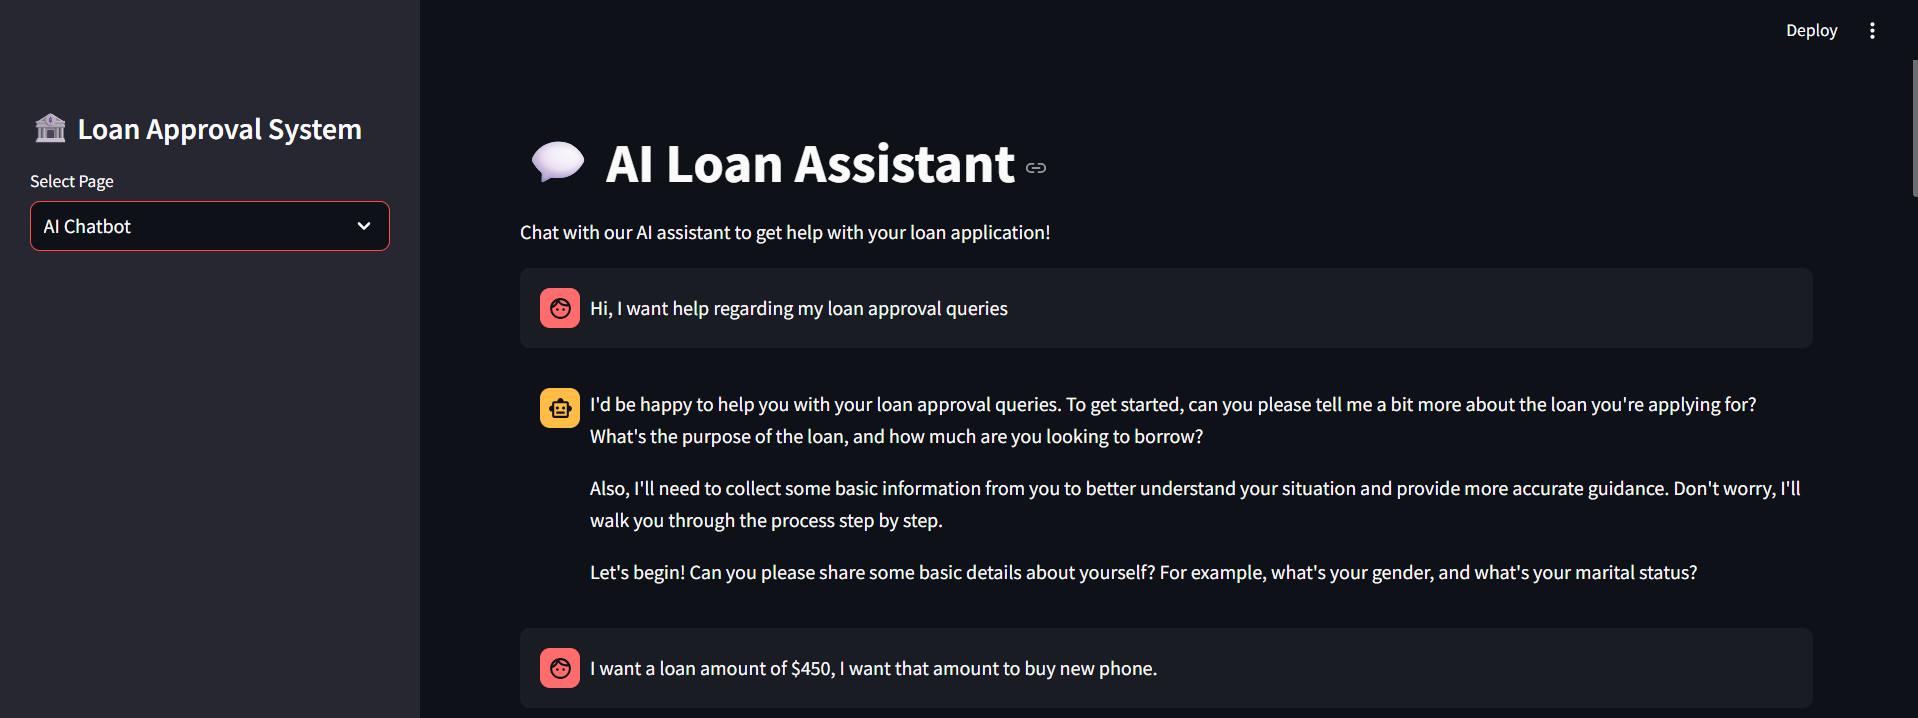 Deploy
Loan Approval System
Select Page
AI Chatbot
AI Loan Assistant
Chat with our AI assistant to get help with your loan application!
Hi, I want help regarding my loan approval queries
I'd be happy to help you with your loan approval queries. To get started, can you please tell me a bit more about the loan you're applying for?
What's the purpose of the loan, and how much are you looking to borrow?
Also, I'll need to collect some basic information from you to better understand your situation and provide more accurate guidance. Don't worry, I'll
walk you through the process step by step.
Let's begin! Can you please share some basic details about yourself? For example, what's your gender, and what's your marital status?
I want a loan amount of $450, I want that amount to buy new phone.